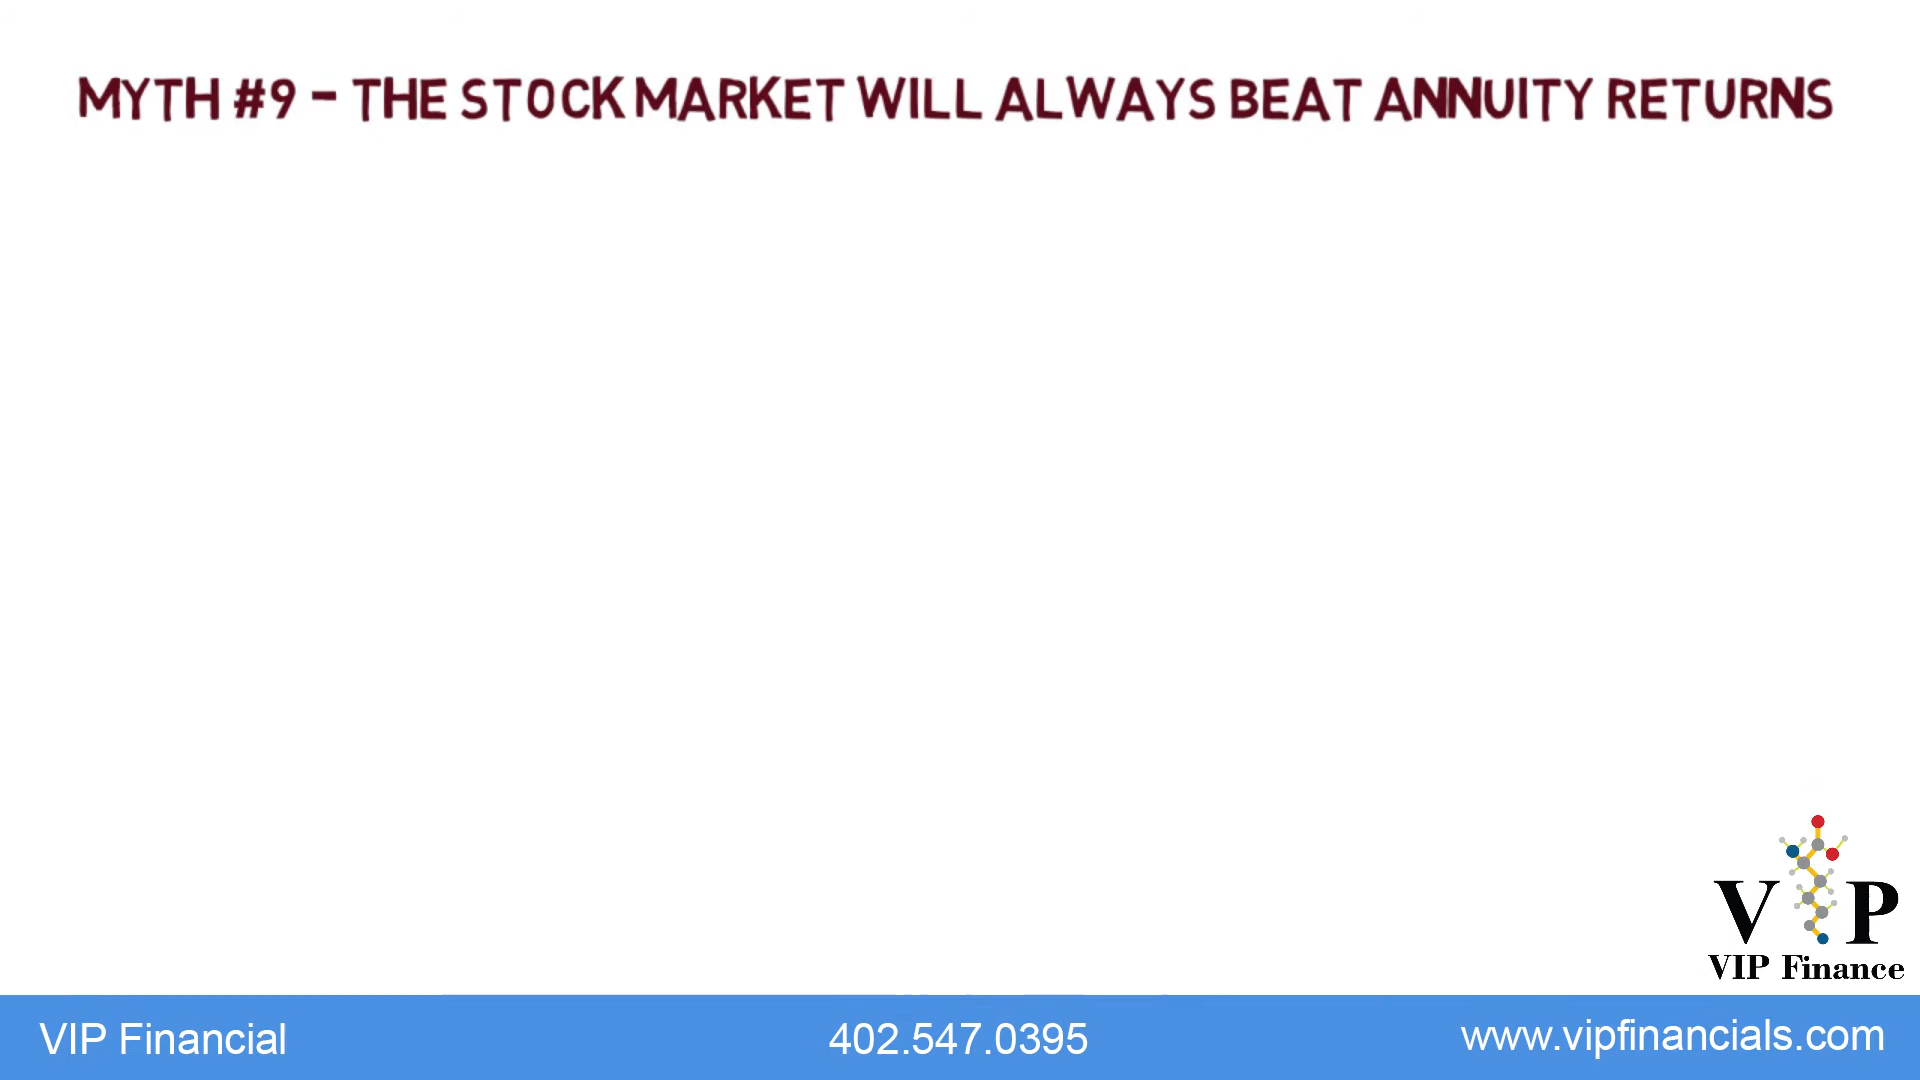 MYTH #9 - THE STOCK MARKET WILL ALWAYS BEAT ANNUITY RETURNS
V P
VIP Finance
VIP Financial
402.547.0395
www.vipfinancials.com